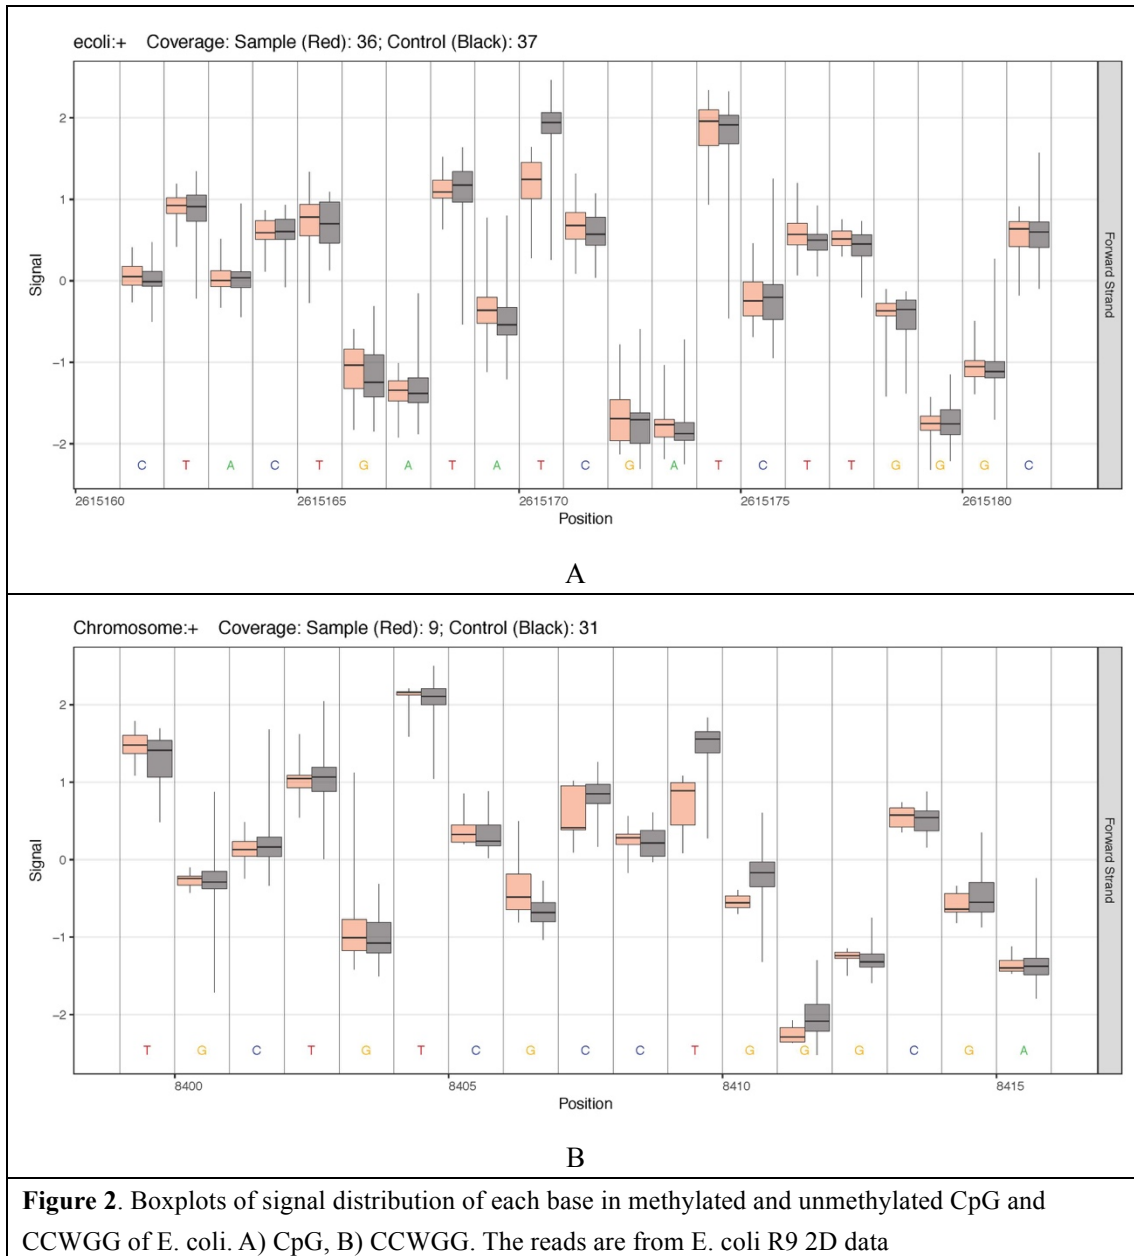 ecoli:+ Coverage: Sample (Red): 36; Control (Black): 37
2
1
0
−1
−2
Signal
Forward Strand
C T A C T G A T A T C G A T C T T G G G C
2615160 2615165 2615170 2615175 2615180
Position
A
Chromosome:+ Coverage: Sample (Red): 9; Control (Black): 31
2
1
0
−1
−2
Signal
Forward Strand
T G C T G T C G C C T G G G C G A
8400 8405 8410 8415
Position
B
Figure 2. Boxplots of signal distribution of each base in methylated and unmethylated CpG and
CCWGG of E. coli. A) CpG, B) CCWGG. The reads are from E. coli R9 2D data